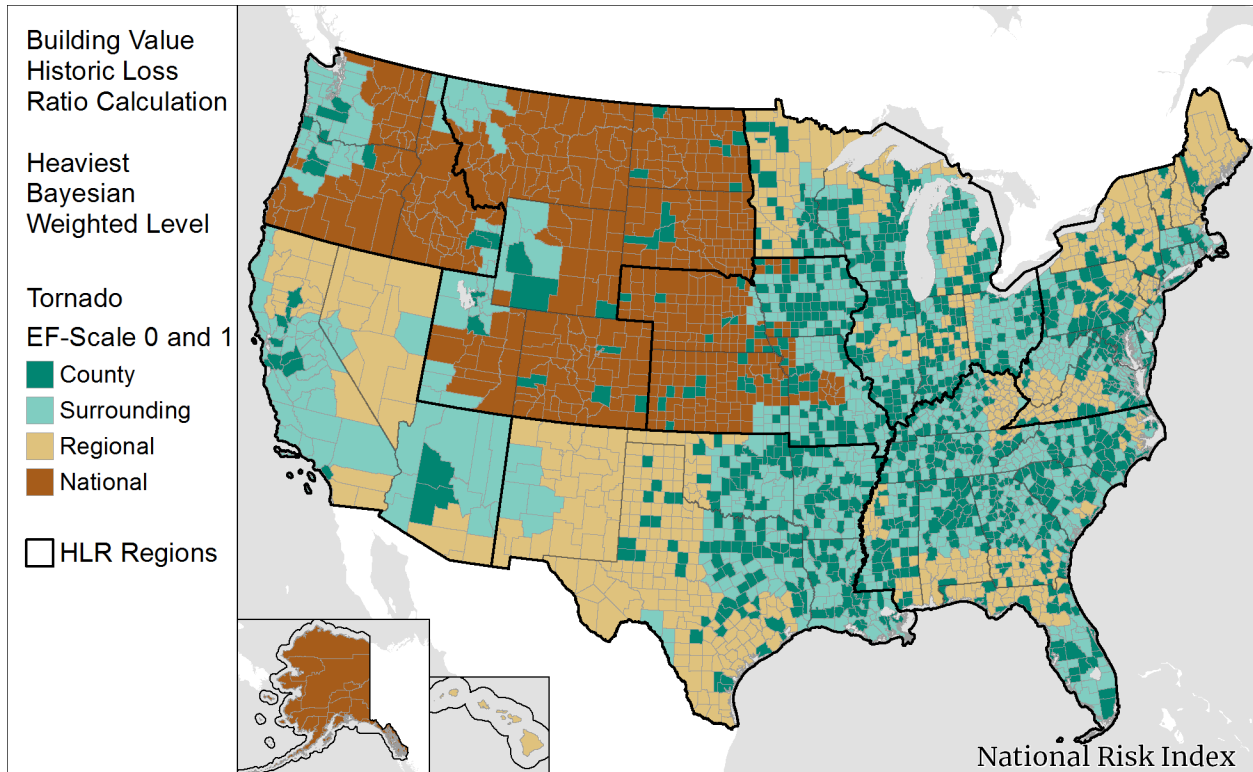 Building Value
Historic Loss
Ratio Calculation
Heaviest
Bayesian
Weighted Level
Tornado
EF-Scale 0 and 1
County
Surrounding
Regional
National
HLR Regions
National Risk Index